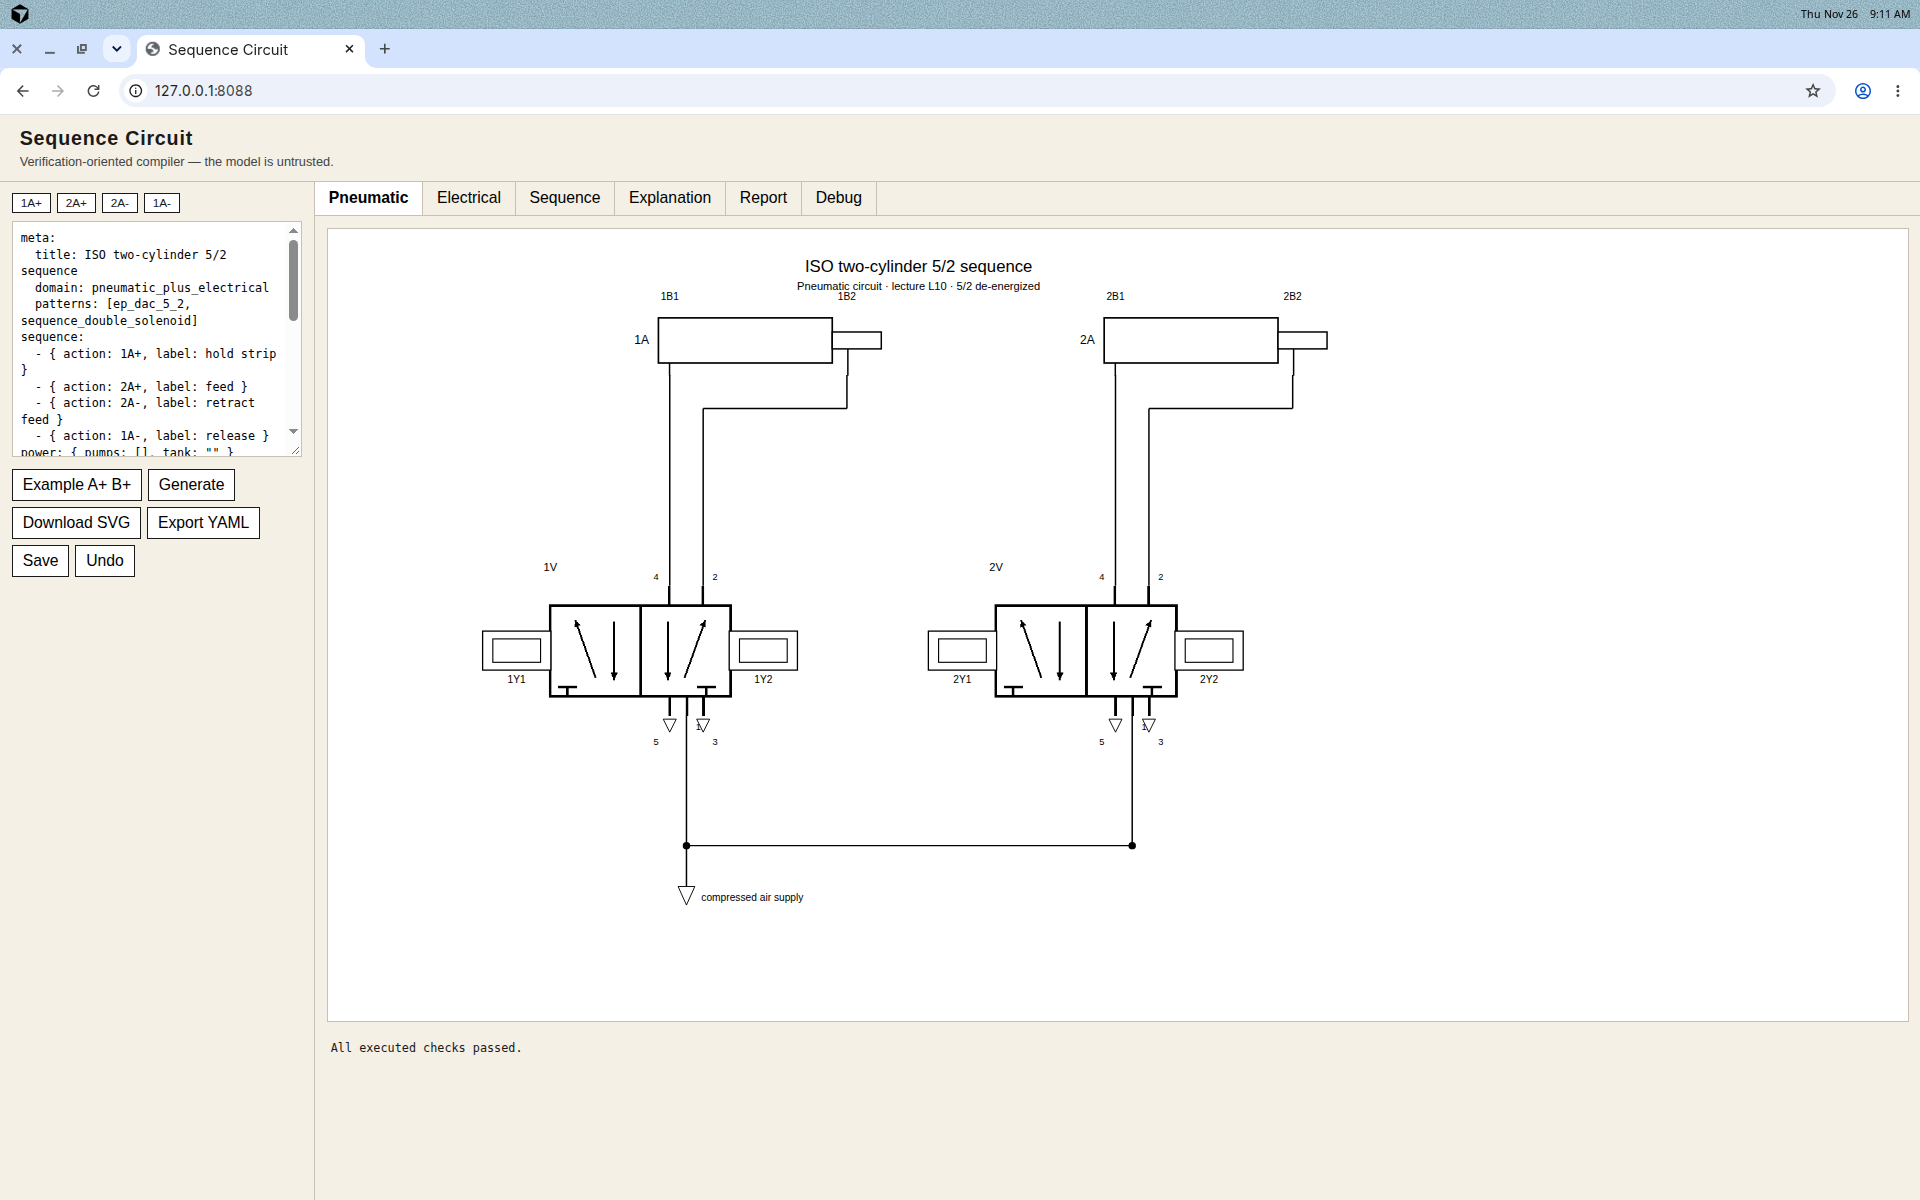 Thu Nov 26 9:11 AM
Sequence Circuit
127.0.0.1:8088
Sequence Circuit
Verification-oriented compiler — the model is untrusted.
1A+ 2A+ 2A- 1A-
Pneumatic Electrical Sequence Explanation Report Debug
meta:
title: ISO two-cylinder 5/2
sequence
domain: pneumatic_plus_electrical
patterns: [ep_dac_5_2,
sequence_double_solenoid]
sequence:
- { action: 1A+, label: hold strip
}
- { action: 2A+, label: feed }
- { action: 2A-, label: retract
feed }
- { action: 1A-, label: release }
power: { pumps: [], tank: "" }
Example A+ B+ Generate
Download SVG Export YAML
Save Undo
ISO two-cylinder 5/2 sequence
Pneumatic circuit · lecture L10 · 5/2 de-energized
1B1 1B2 2B1 2B2
1A 2A
1V 2V
4 2 4 2
1Y1 1Y2 2Y1 2Y2
1 1
5 3 5 3
compressed air supply
All executed checks passed.